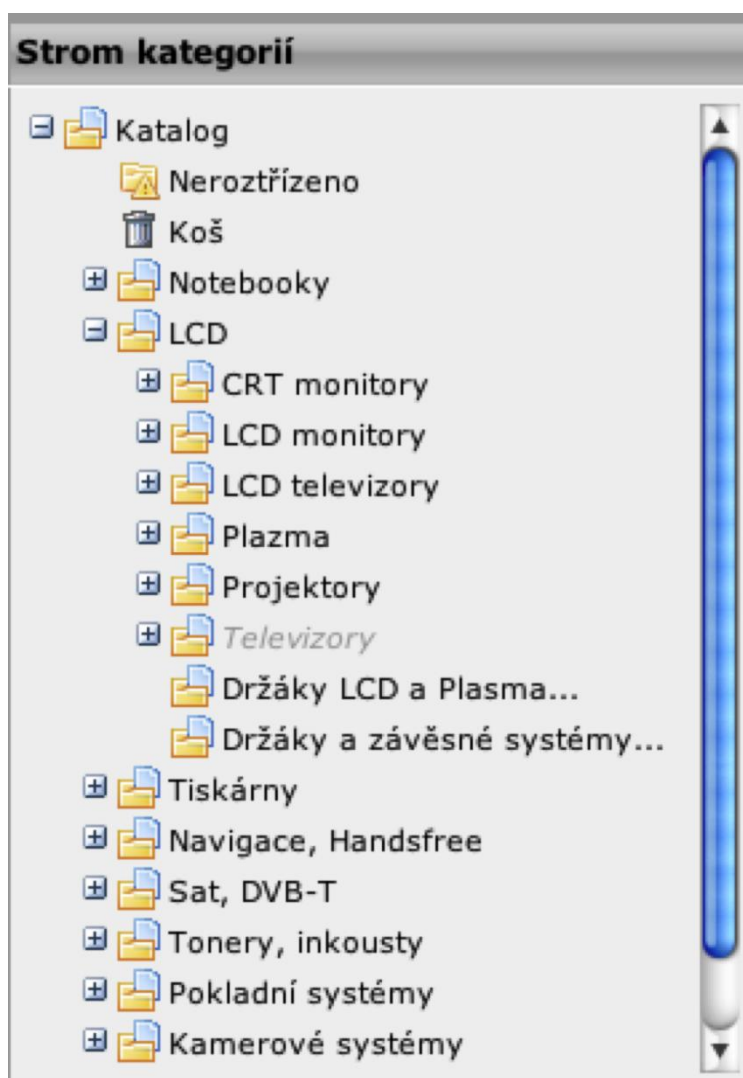 Strom kategorií
Katalog
Neroztřízeno
Koš
Notebooky
LCD
CRT monitory
LCD monitory
LCD televizory
Plazma
Projektory
Televizory
Držáky LCD a Plasma...
Držáky a závěsné systémy...
Tiskárny
Navigace, Handsfree
Sat, DVB-T
Tonery, inkousty
Pokladní systémy
Kamerové systémy